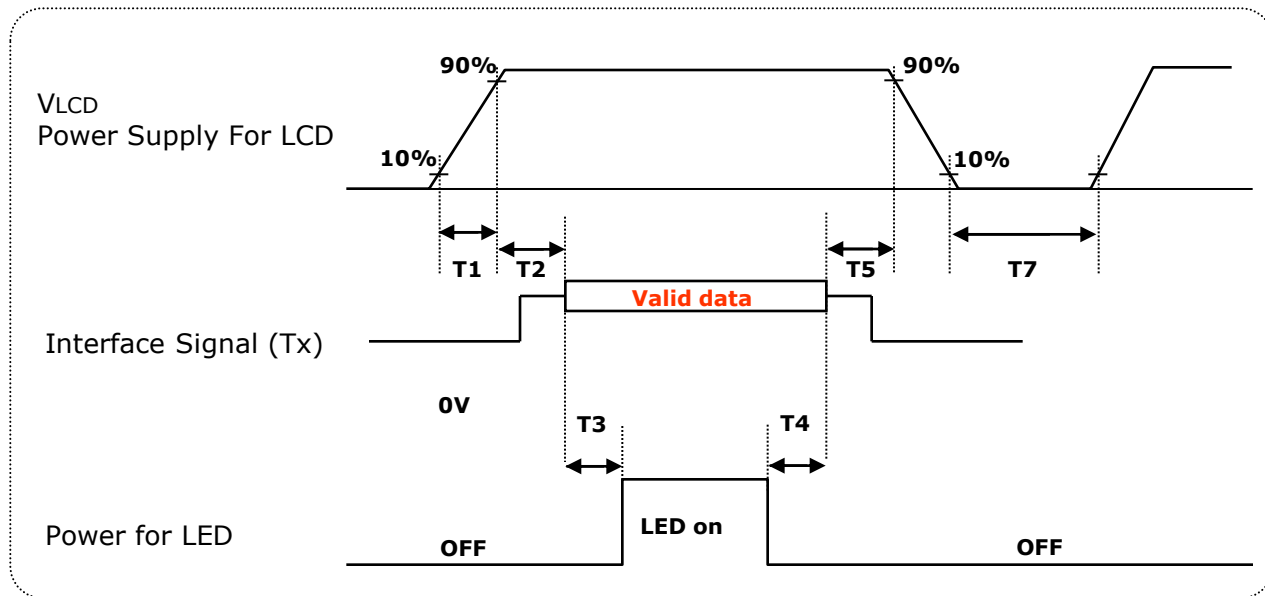 90%
90%
VLCD
Power Supply For LCD
10%
10%
T1
T2
T5
T7
Valid data
Interface Signal (Tx)
0V
T3
T4
LED on
Power for LED
OFF
OFF